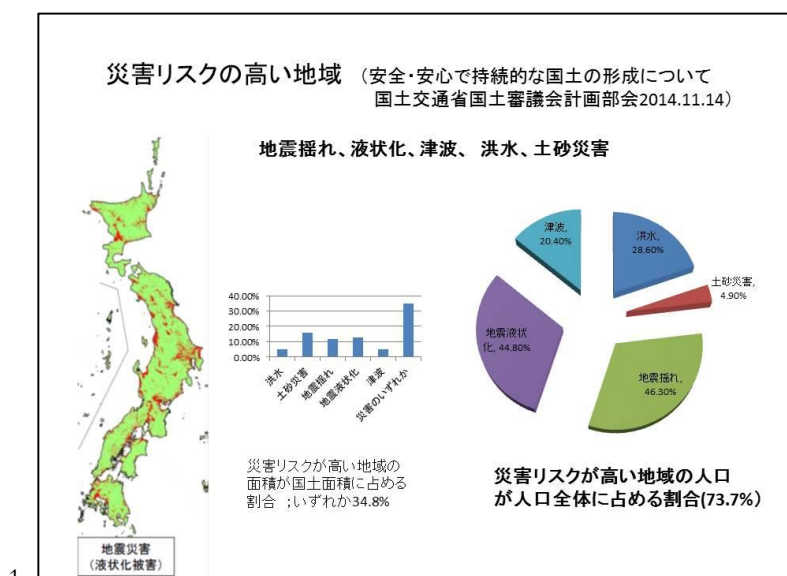 災害リスクの高い地域 （安全・安心で持続的な国土の形成について
国土交通省国土審議会計画部会2014.11.14）
地震揺れ、液状化、津波、 洪水、土砂災害
地震災害
（液状化被害）
40.00%
30.00%
20.00%
10.00%
0.00%
洪水
土砂災害
地震揺れ
地震液状化
津波
災害のいずれか
災害リスクが高い地域の
面積が国土面積に占める
割合 ;いずれか34.8%
津波,
20.40%
洪水,
28.60%
土砂災害,
4.90%
地震液状
化, 44.80%
地震揺れ,
46.30%
災害リスクが高い地域の人口
が人口全体に占める割合(73.7%）
1